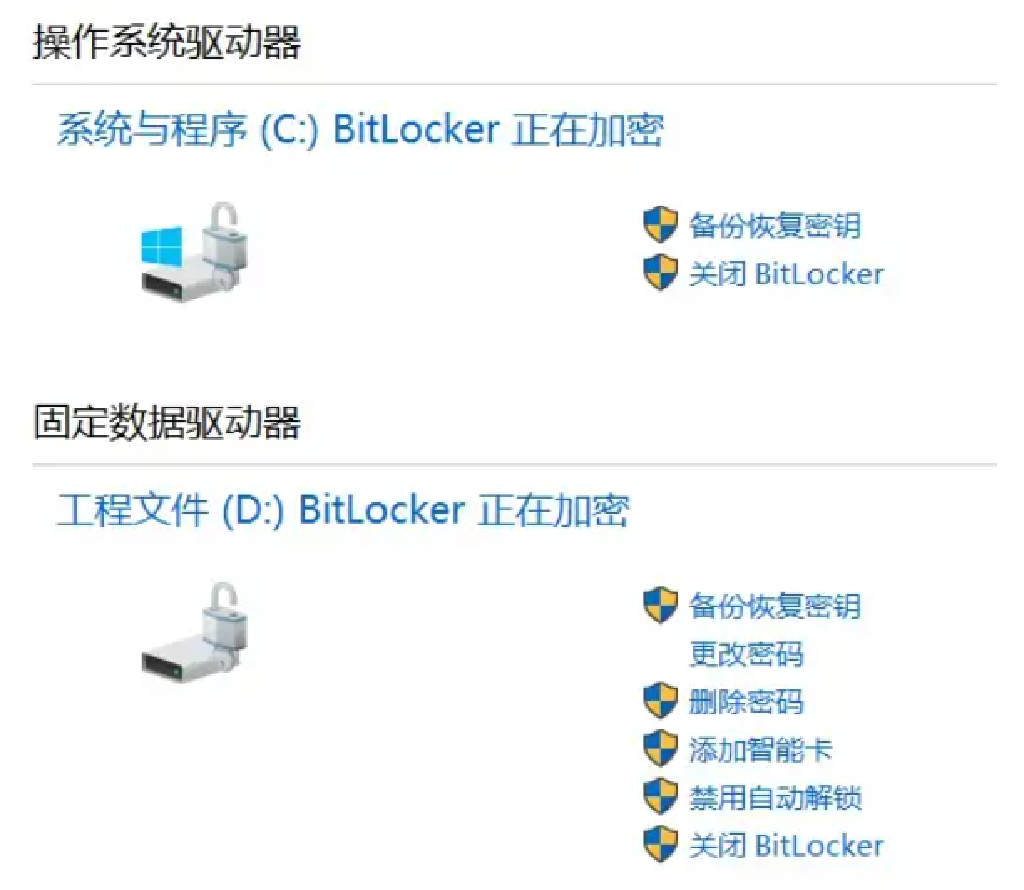 操作系统驱动器
系统与程序 (C:) BitLocker 正在加密
备份恢复密钥
关闭 BitLocker
固定数据驱动器
工程文件 (D:) BitLocker 正在加密
备份恢复密钥
更改密码
删除密码
添加智能卡
禁用自动解锁
关闭 BitLocker